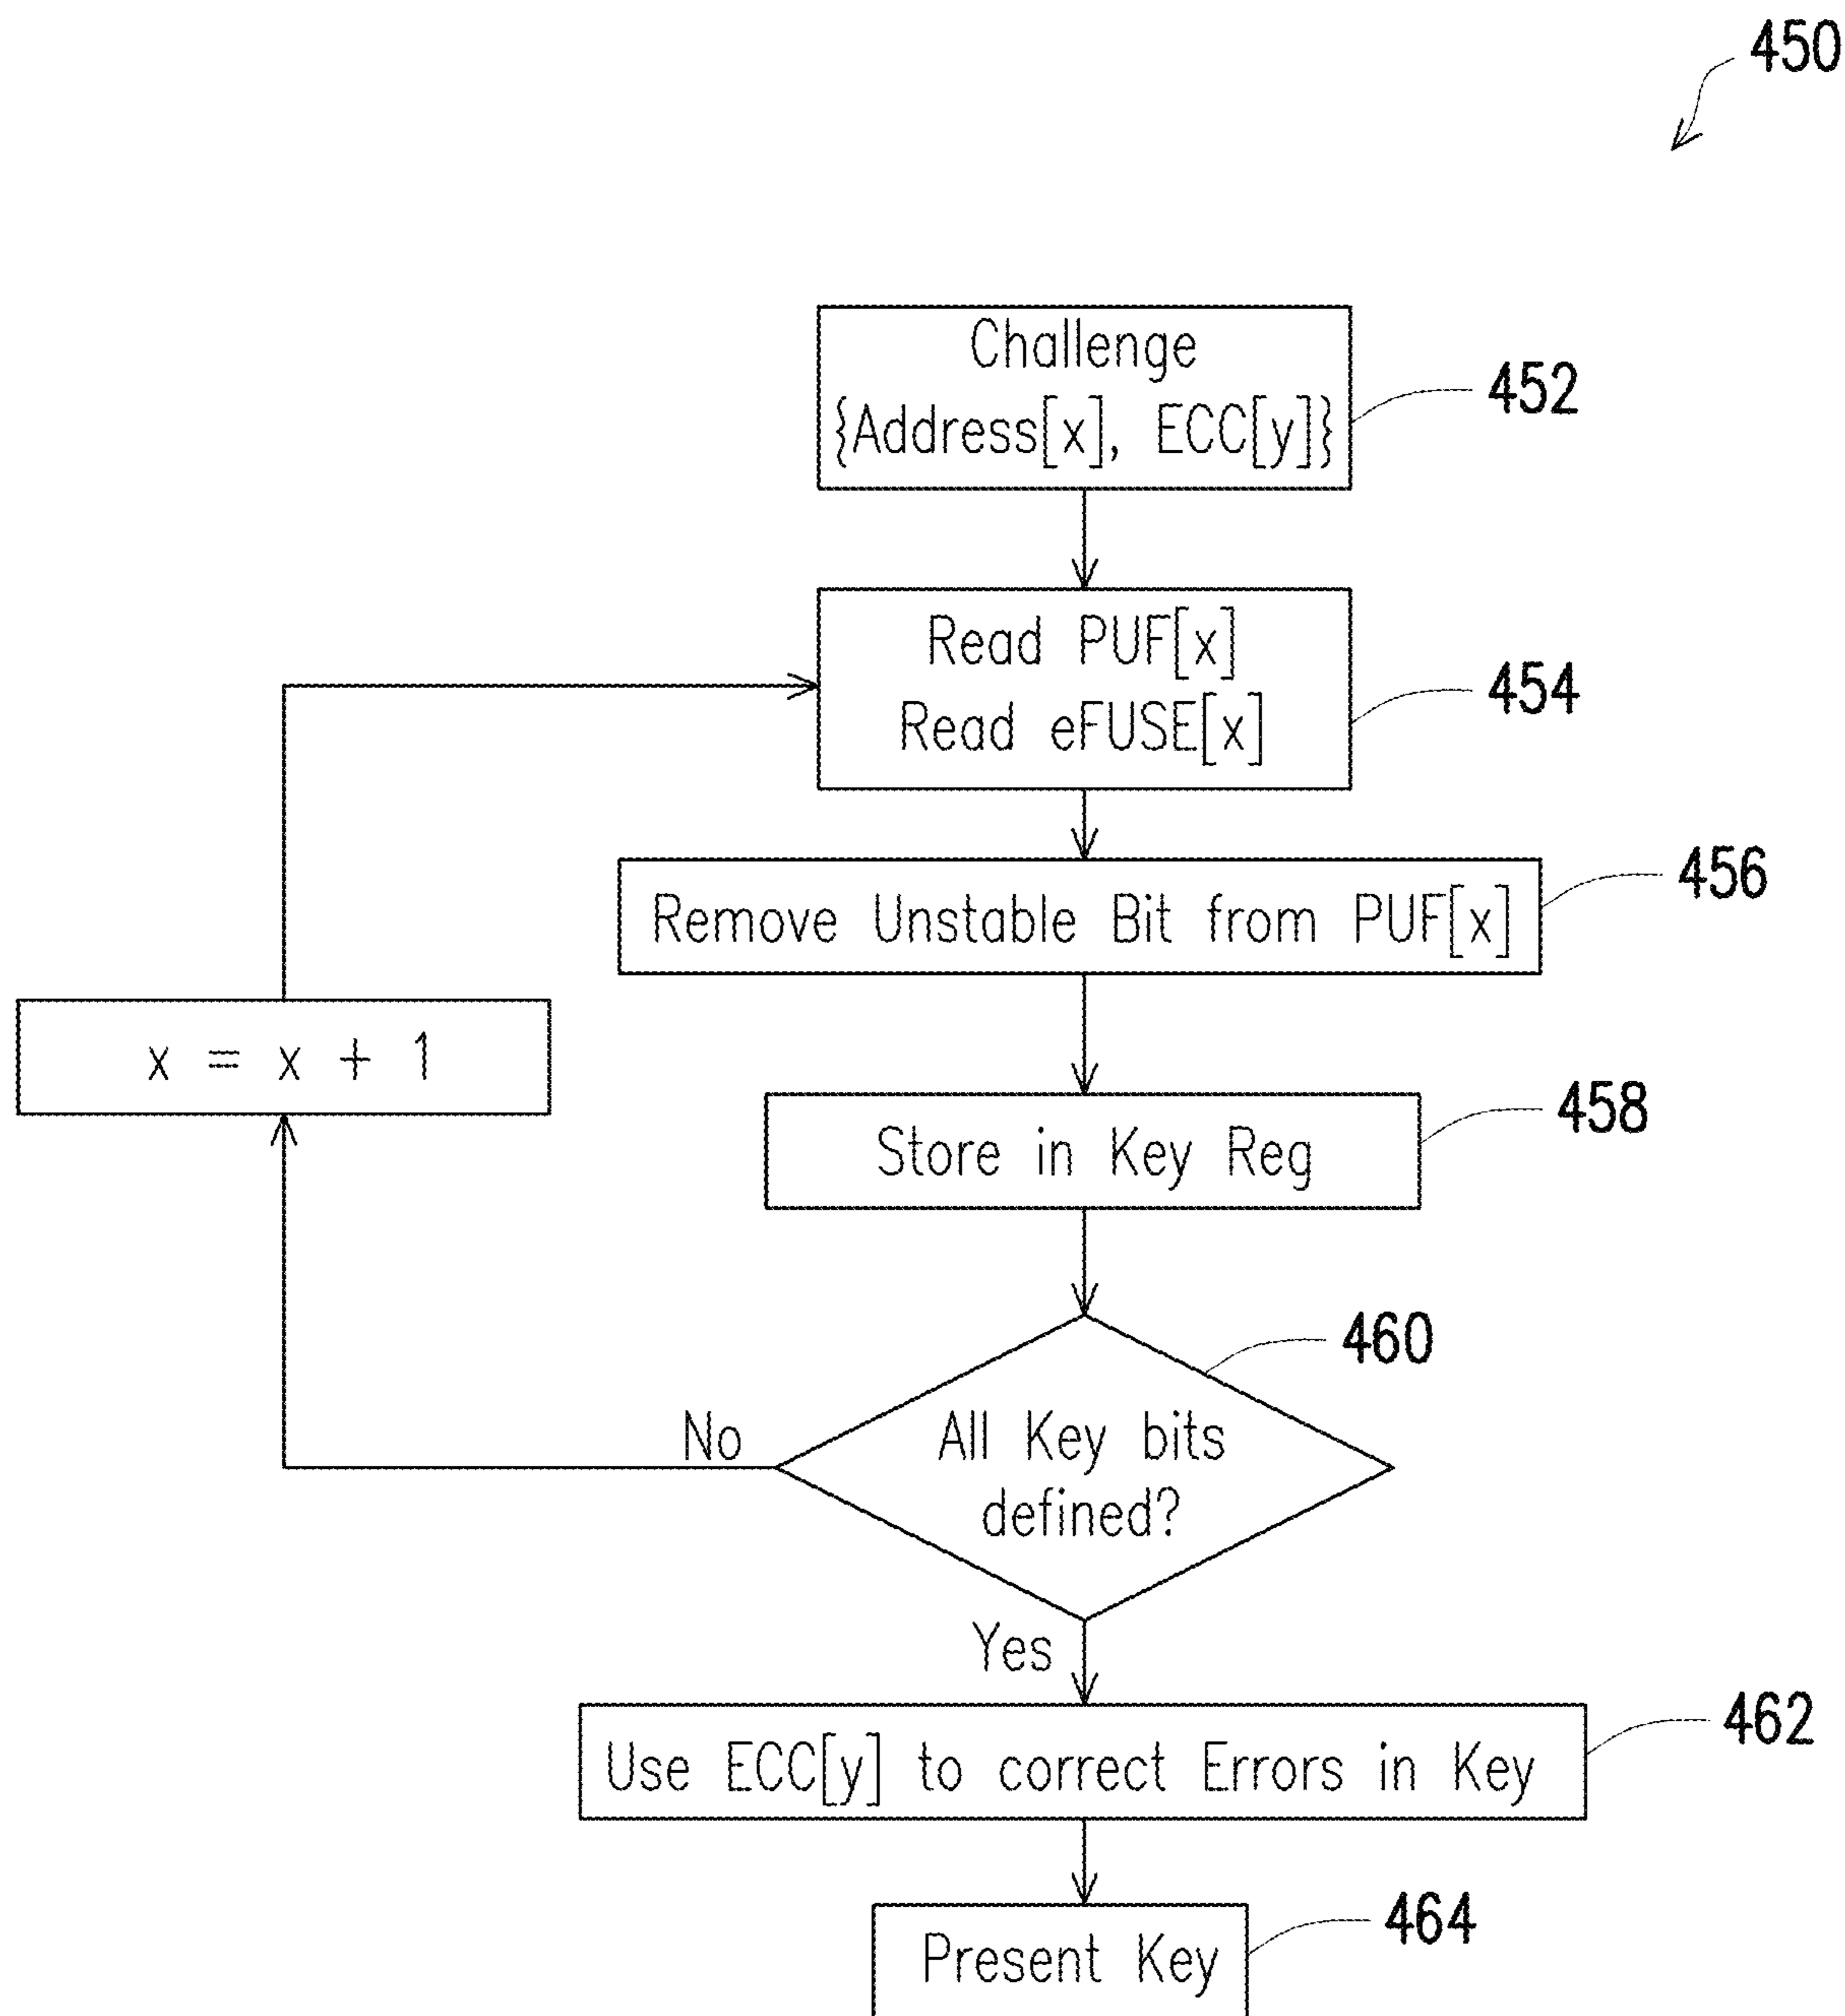 450
Challenge
{Address[x], ECC[y]}
452
Read PUF[x]
Read eFUSE[x]
454
Remove Unstable Bit from PUF[x]
456
x = x + 1
Store in Key Reg
458
All Key bits
defined?
460
No
Yes
Use ECC[y] to correct Errors in Key
462
Present Key
464